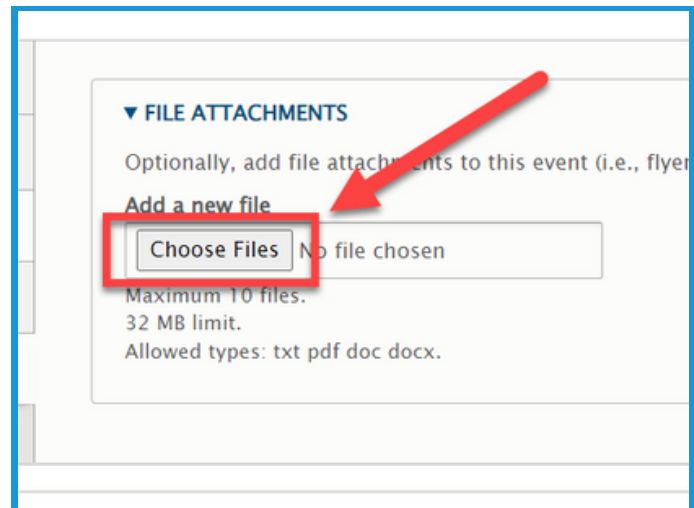 ▼ FILE ATTACHMENTS
Optionally, add file attachments to this event (i.e., flyer
Add a new file
Choose Files No file chosen
Maximum 10 files.
32 MB limit.
Allowed types: txt pdf doc docx.